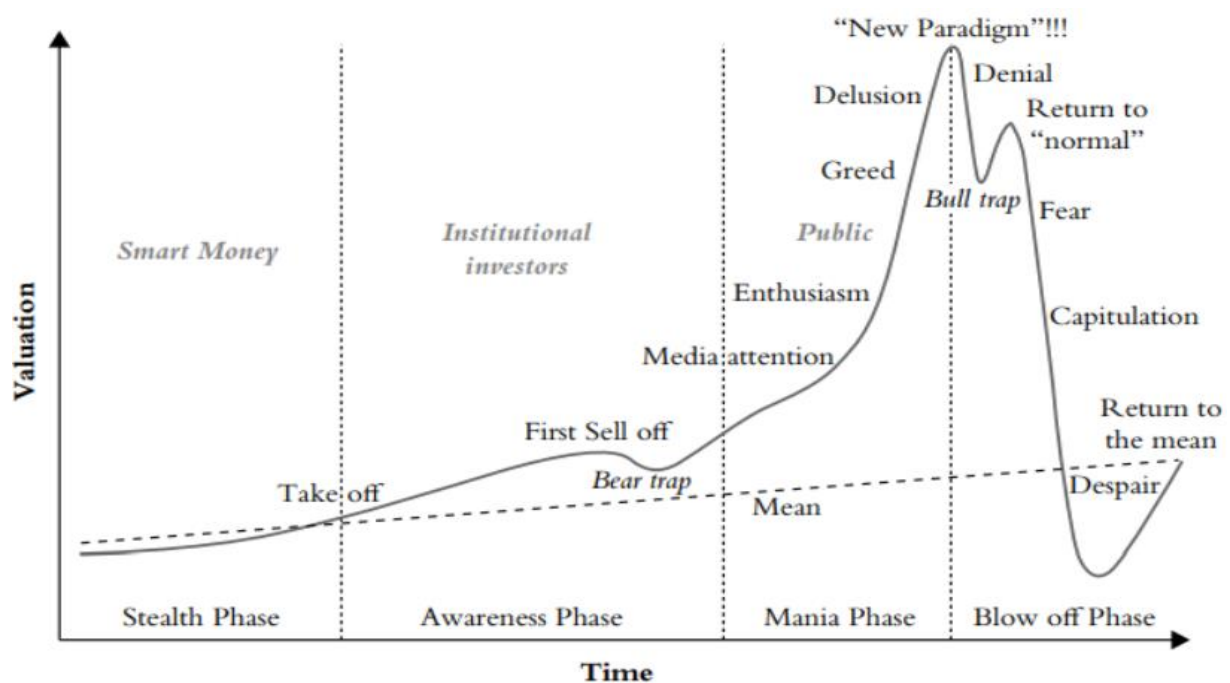 “New Paradigm”!!!
Denial
Delusion
Return to
“normal”
Greed
Bull trap
Fear
Smart Money
Institutional
investors
Public
Enthusiasm
Capitulation
Media attention
Valuation
First Sell off
Bear trap
Return to
the mean
Take off
Mean
Despair
Stealth Phase
Awareness Phase
Mania Phase
Blow off Phase
Time